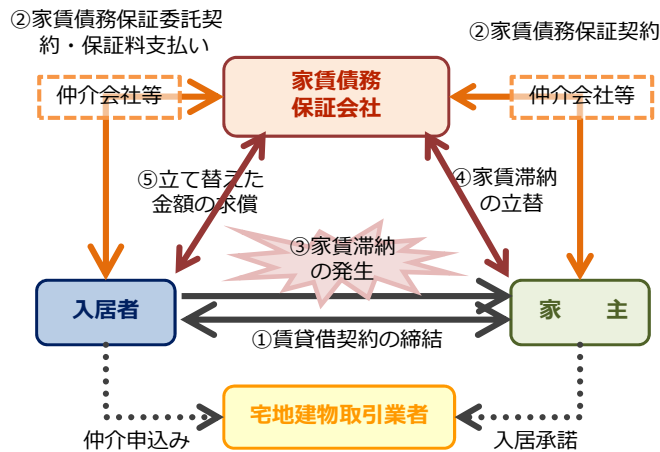 ②家賃債務保証委託契
約・保証料支払い
②家賃債務保証契約
仲介会社等
家賃債務
保証会社
仲介会社等
⑤立て替えた
金額の求償
④家賃滞納
の立替
③家賃滞納
の発生
入居者
家　　主
①賃貸借契約の締結
宅地建物取引業者
仲介申込み
入居承諾